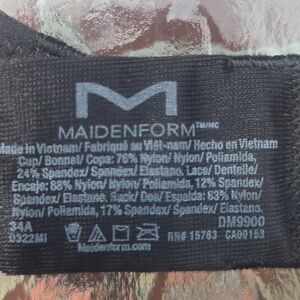 M
MAIDENFORM™/MC
Made in Vietnam/ Fabriqué au Viêt-nam/ Hecho en Vietnam
Cup/ Bonnet/ Copa: 76% Nylon/ Nylon/ Poliamida,
24% Spandex/ Spandex/ Elastano. Lace/ Dentelle/
Encaje: 88% Nylon/ Nylon/ Poliamida, 12% Spandex/
Spandex/ Elastano. Back/ Dos/ Espalda: 83% Nylon/
Nylon/ Poliamida, 17% Spandex/ Spandex/ Elastano.
34A DM9900
0322MI RN# 15763 CA00153
Maidenform.com